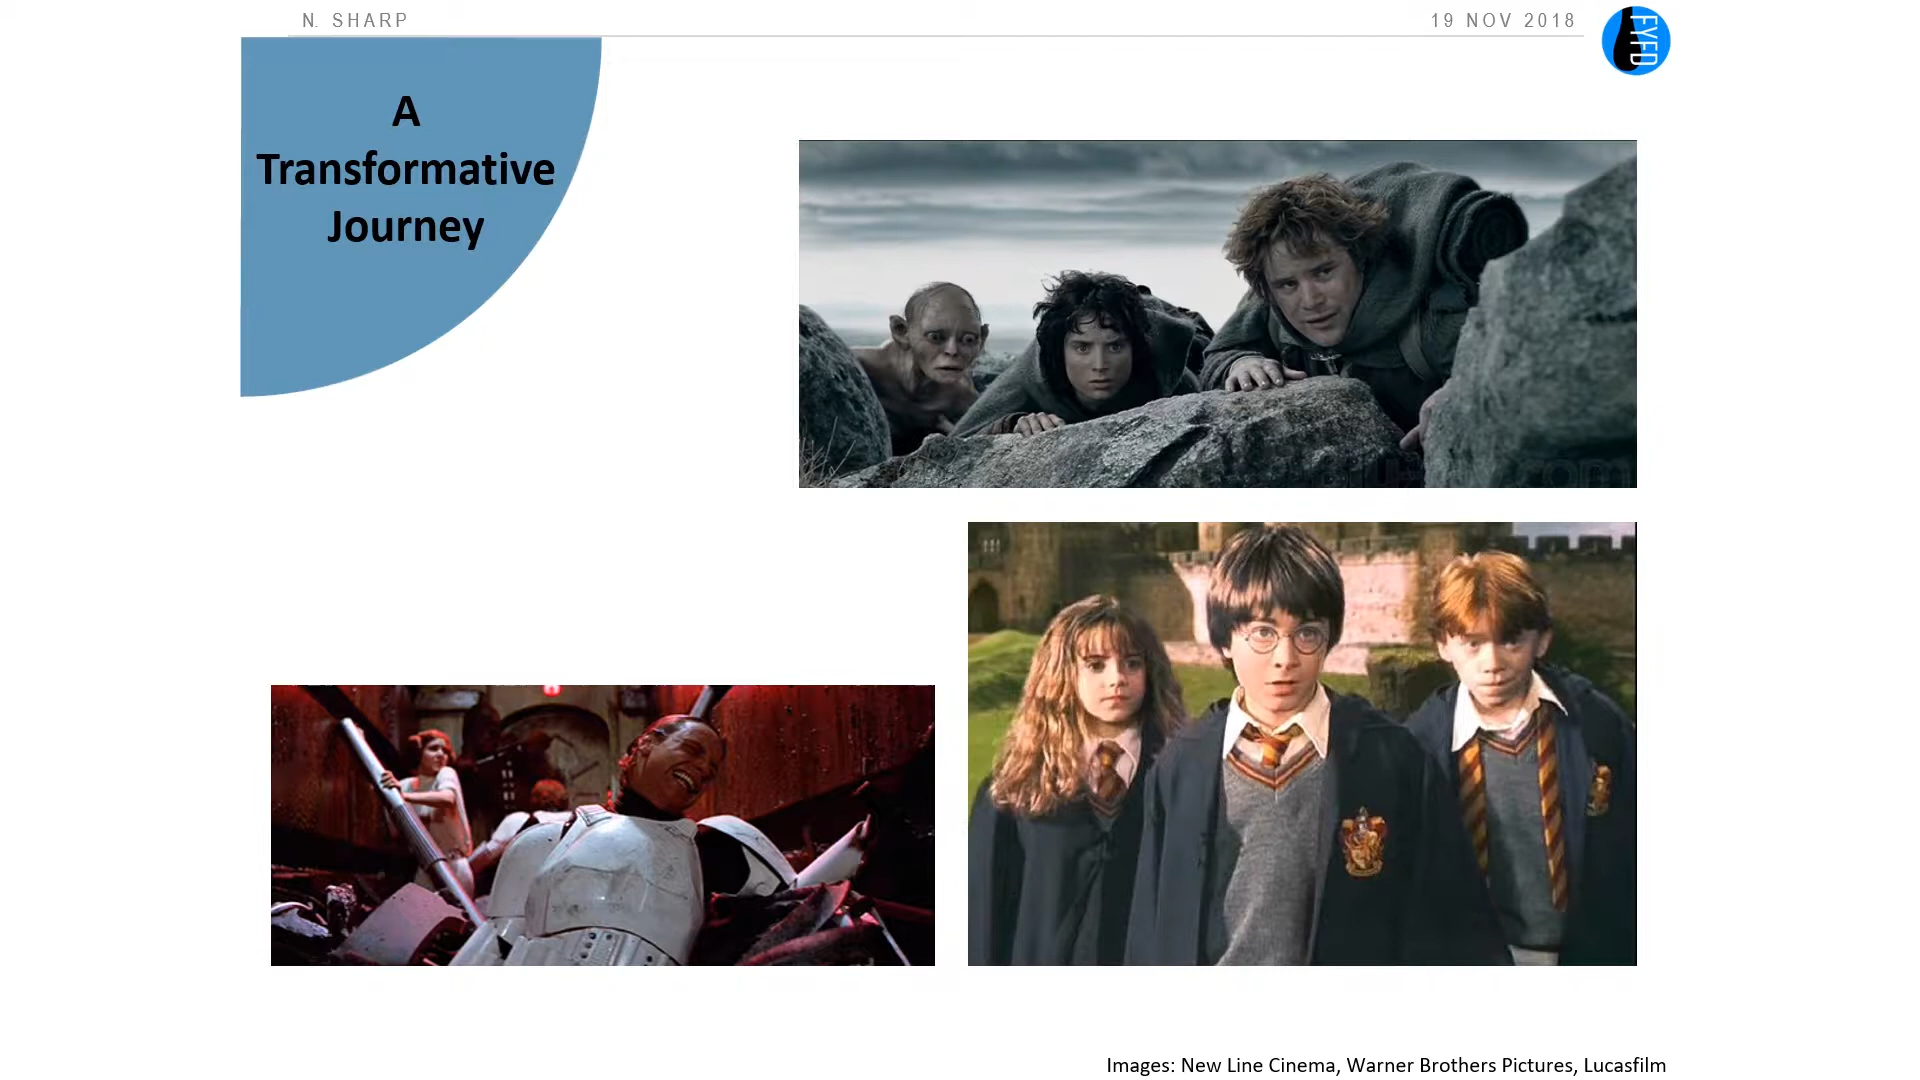 N. SHARP
19 NOV 2018
FYFD
A
Transformative
Journey
Images: New Line Cinema, Warner Brothers Pictures, Lucasfilm